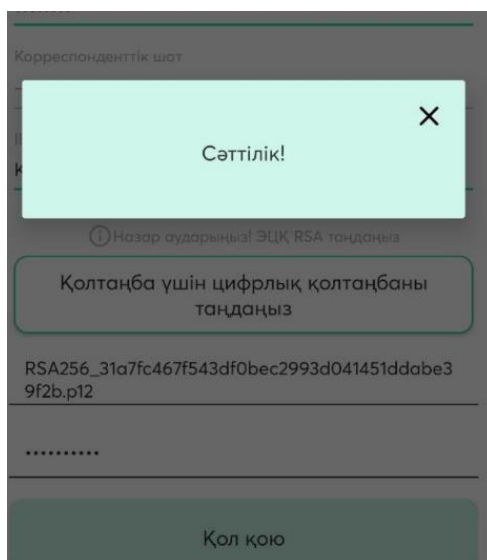 Корреспонденттік шот
Сәттілік!
Назар аударыңыз! ЭЦҚ RSA таңдаңыз
Қолтаңба үшін цифрлық қолтаңбаны
таңдаңыз
RSA256_31a7fc467f543df0bec2993d041451ddabe3
9f2b.p12
••••••••••
Қол қою